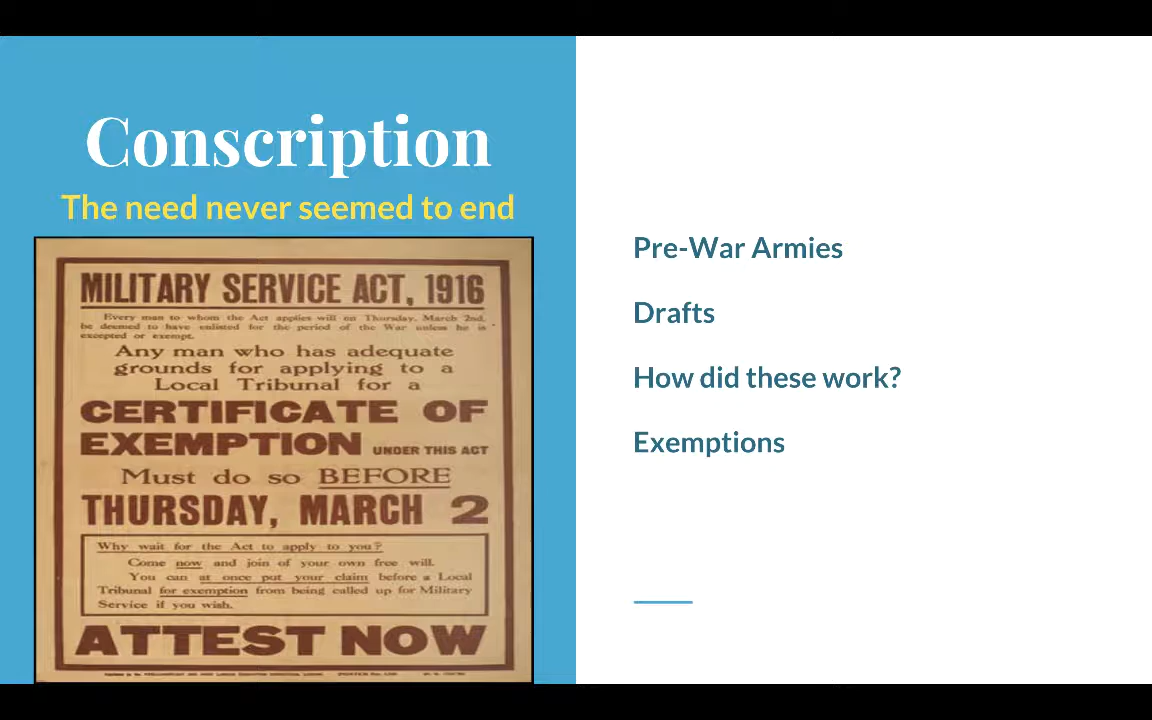 Conscription
The need never seemed to end
MILITARY SERVICE ACT, 1916
Every man to whom the Act applies will on Thursday, March 2nd,
be deemed to have enlisted for the period of the War unless he is
excepted or exempt.
Any man who has adequate
grounds for applying to a
Local Tribunal for a
CERTIFICATE OF
EXEMPTION UNDER THIS ACT
Must do so BEFORE
THURSDAY, MARCH 2
Why wait for the Act to apply to you?
Come now and join of your own free will.
You can at once put your claim before a Local
Tribunal for exemption from being called up for Military
Service if you wish.
ATTEST NOW
Pre-War Armies
Drafts
How did these work?
Exemptions